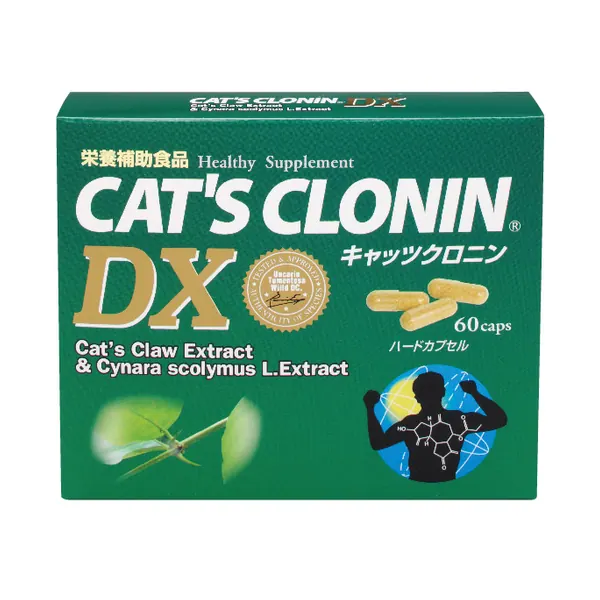 CAT'S CLONIN DX
Cat's Claw Extract
& Cynara scolymus L.Extract
栄養補助食品 Healthy Supplement
CAT'S CLONIN®
DX
キャッツクロニン
TESTED & APPROVED
Uncaria
Tomentosa
Willd DC.
AUTHENTICITY OF SPECIES
60caps
ハードカプセル
Cat's Claw Extract
& Cynara scolymus L.Extract
HO
O
O
O
O